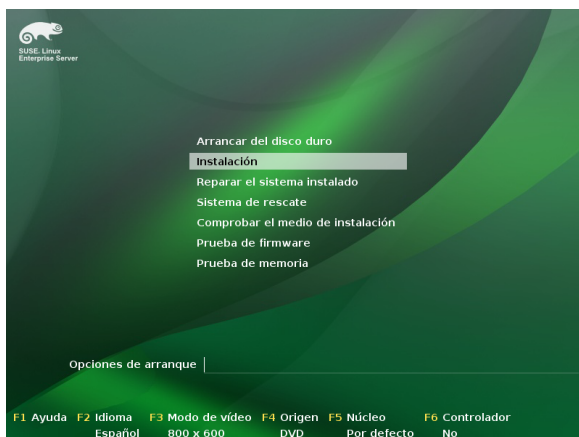 SUSE. Linux
Enterprise Server
Arrancar del disco duro
Instalación
Reparar el sistema instalado
Sistema de rescate
Comprobar el medio de instalación
Prueba de firmware
Prueba de memoria
Opciones de arranque
F1 Ayuda F2 Idioma F3 Modo de vídeo F4 Origen F5 Núcleo F6 Controlador
Español 800 x 600 DVD Por defecto No